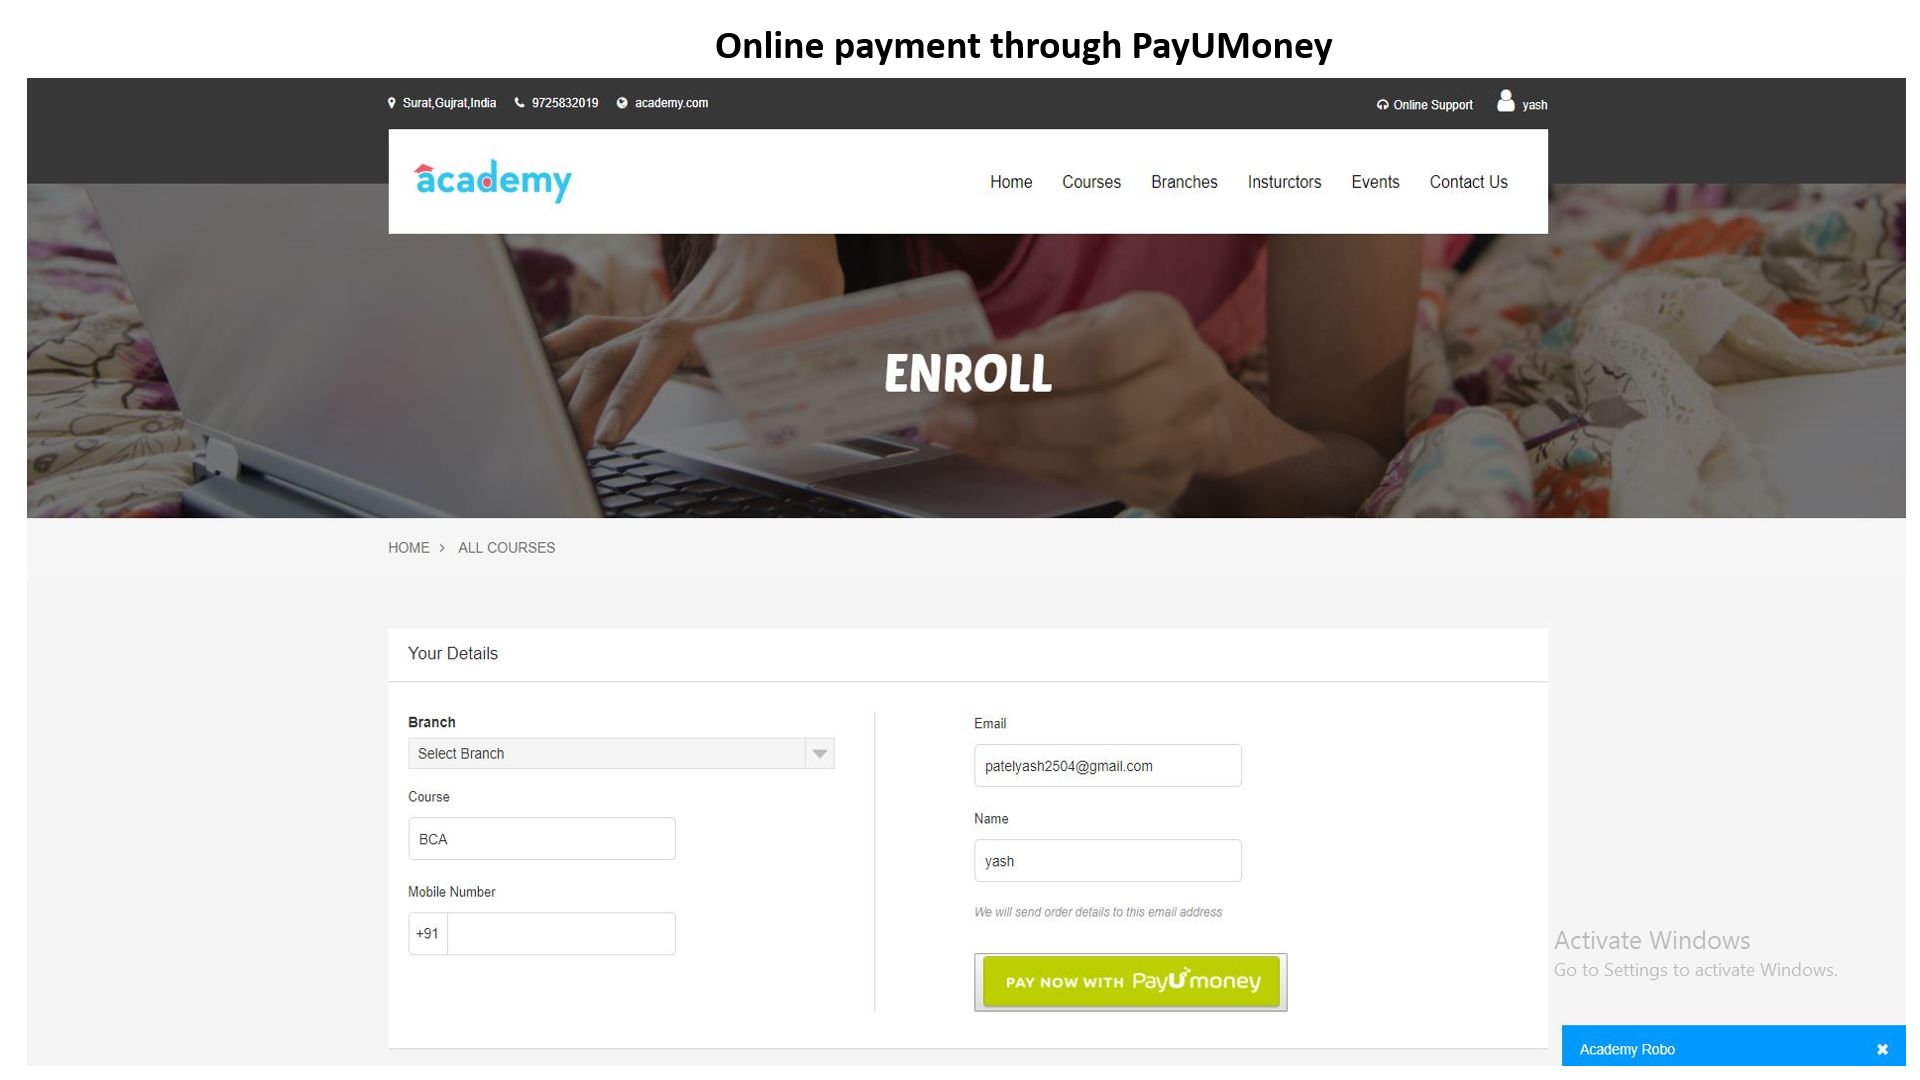 Online payment through PayUMoney
Surat,Gujrat,India 9725832019 academy.com Online Support yash
academy Home Courses Branches Insturctors Events Contact Us
ENROLL
HOME > ALL COURSES
Your Details
Branch
Select Branch
Course
BCA
Mobile Number
+91
Email
patelyash2504@gmail.com
Name
yash
We will send order details to this email address
PAY NOW WITH PayUmoney
Activate Windows
Go to Settings to activate Windows.
Academy Robo